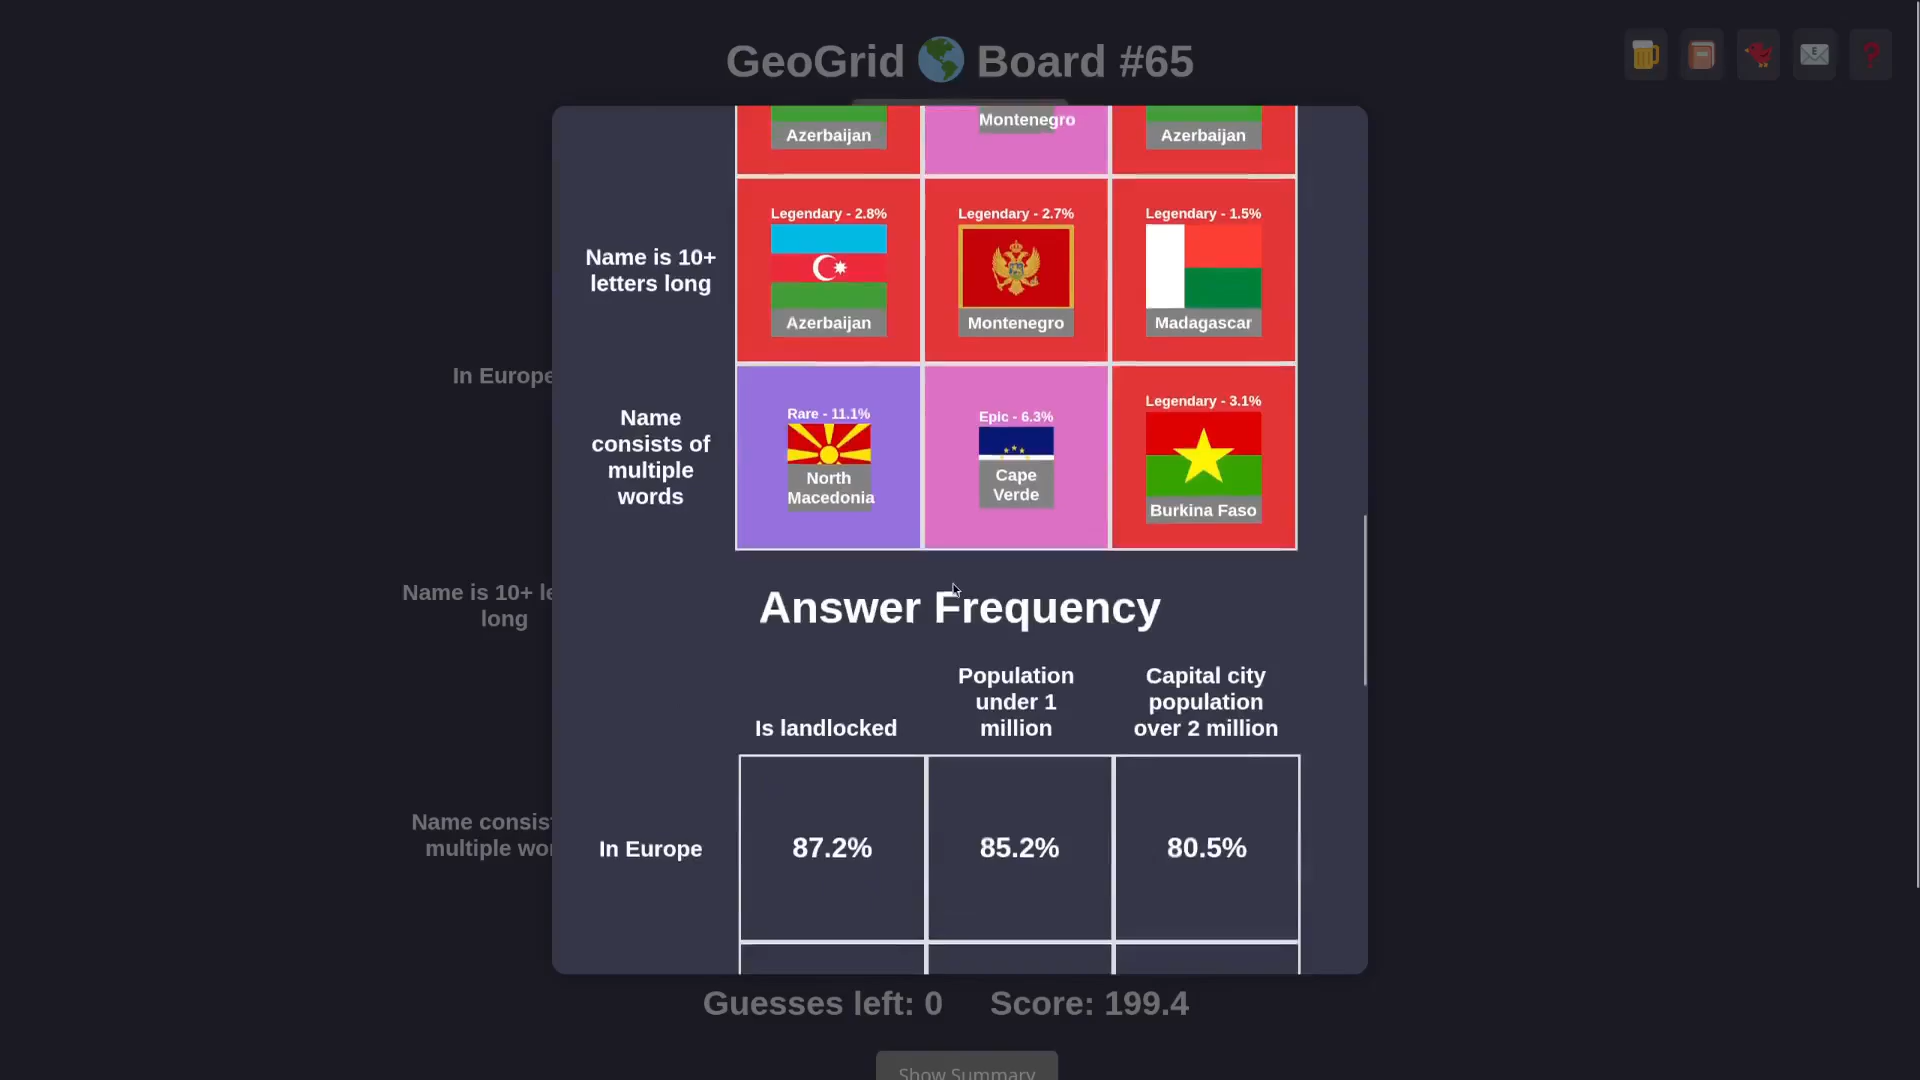 GeoGrid Board #65
Azerbaijan
Montenegro
Azerbaijan
Name is 10+
letters long
Legendary - 2.8%
Azerbaijan
Legendary - 2.7%
Montenegro
Legendary - 1.5%
Madagascar
Name
consists of
multiple
words
Rare - 11.1%
North
Macedonia
Epic - 6.3%
Cape
Verde
Legendary - 3.1%
Burkina Faso
Answer Frequency
Is landlocked
Population
under 1
million
Capital city
population
over 2 million
In Europe
87.2%
85.2%
80.5%
In Europe
Name is 10+ le
long
Name consis
multiple wor
Guesses left: 0
Score: 199.4
Show Summary
E
?